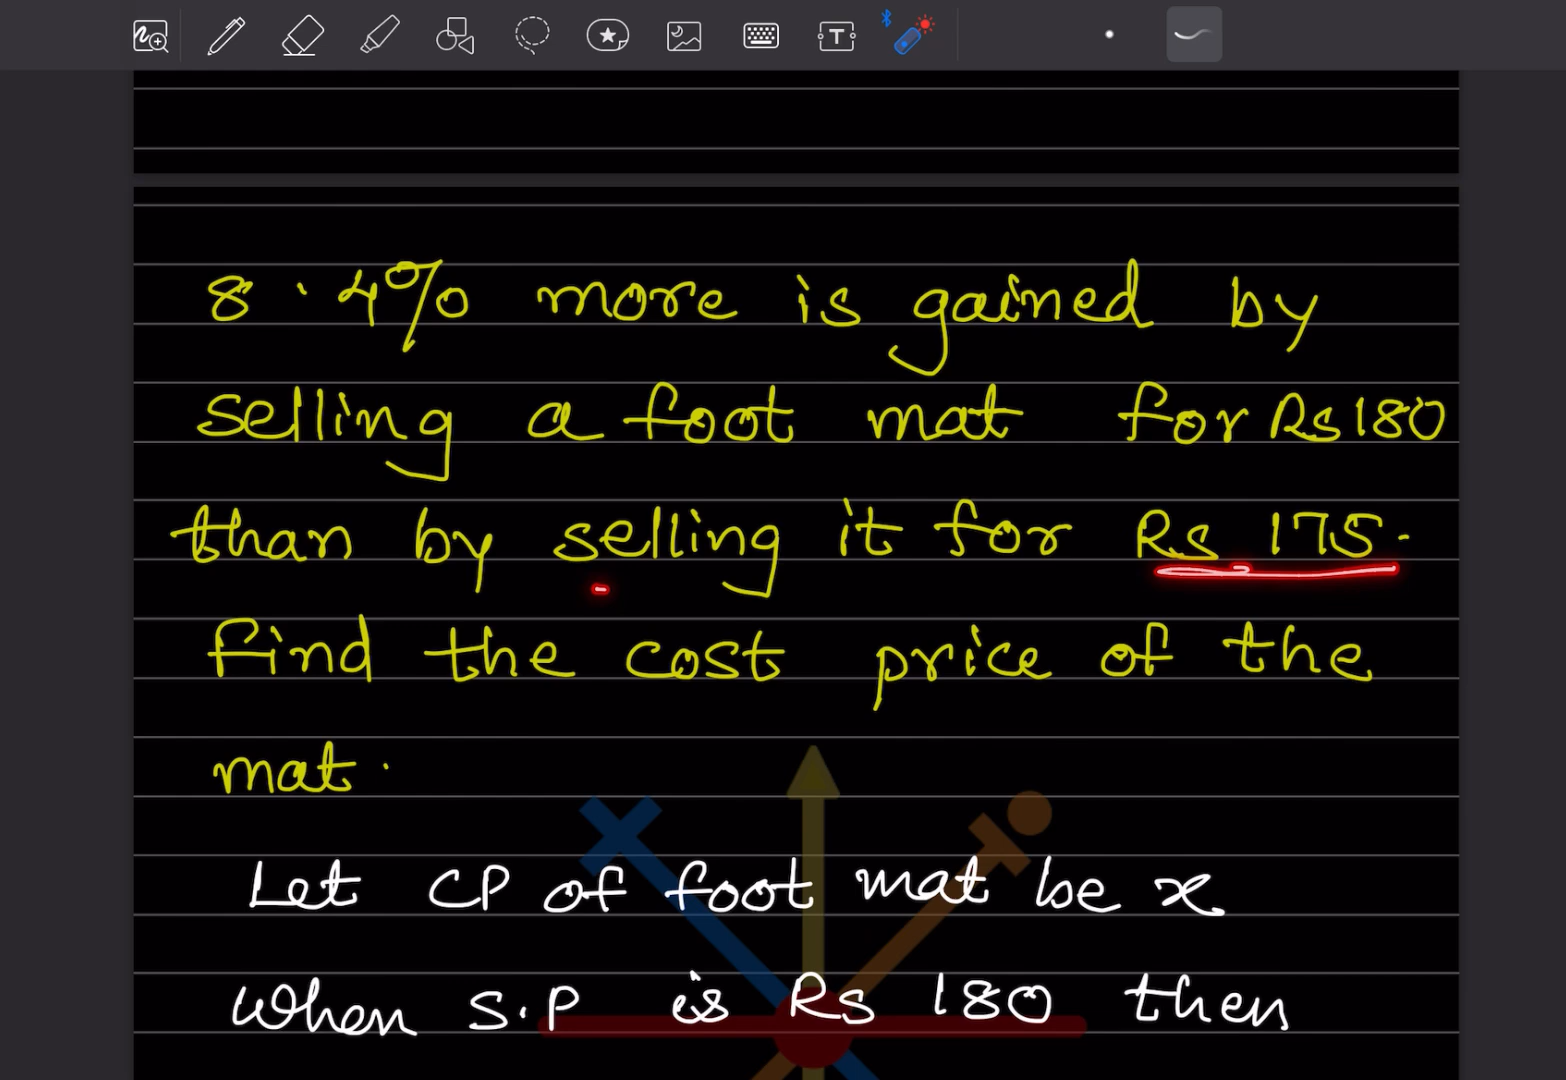 8. 4% more is gained by
selling a foot mat for Rs 180
than by selling it for Rs 175.
find the cost price of the
mat.
Let CP of foot mat be x
When S.P is Rs 180 then